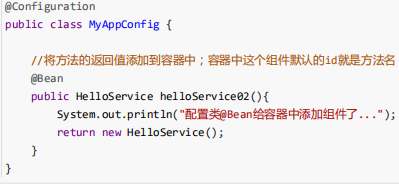 @Configuration
public class MyAppConfig {
//将方法的返回值添加到容器中；容器中这个组件默认的id就是方法名
@Bean
public HelloService helloService02(){
System.out.println("配置类@Bean给容器中添加组件了...");
return new HelloService();
}
}